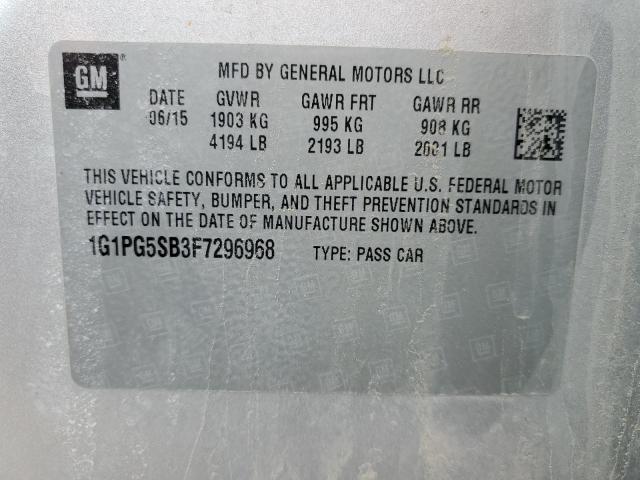 GM ®
MFD BY GENERAL MOTORS LLC
DATE GVWR GAWR FRT GAWR RR
06/15 1903 KG 995 KG 908 KG
4194 LB 2193 LB 2001 LB
THIS VEHICLE CONFORMS TO ALL APPLICABLE U.S. FEDERAL MOTOR
VEHICLE SAFETY, BUMPER, AND THEFT PREVENTION STANDARDS IN
EFFECT ON THE DATE OF MANUFACTURE SHOWN ABOVE.
1G1PG5SB3F7296968 TYPE: PASS CAR